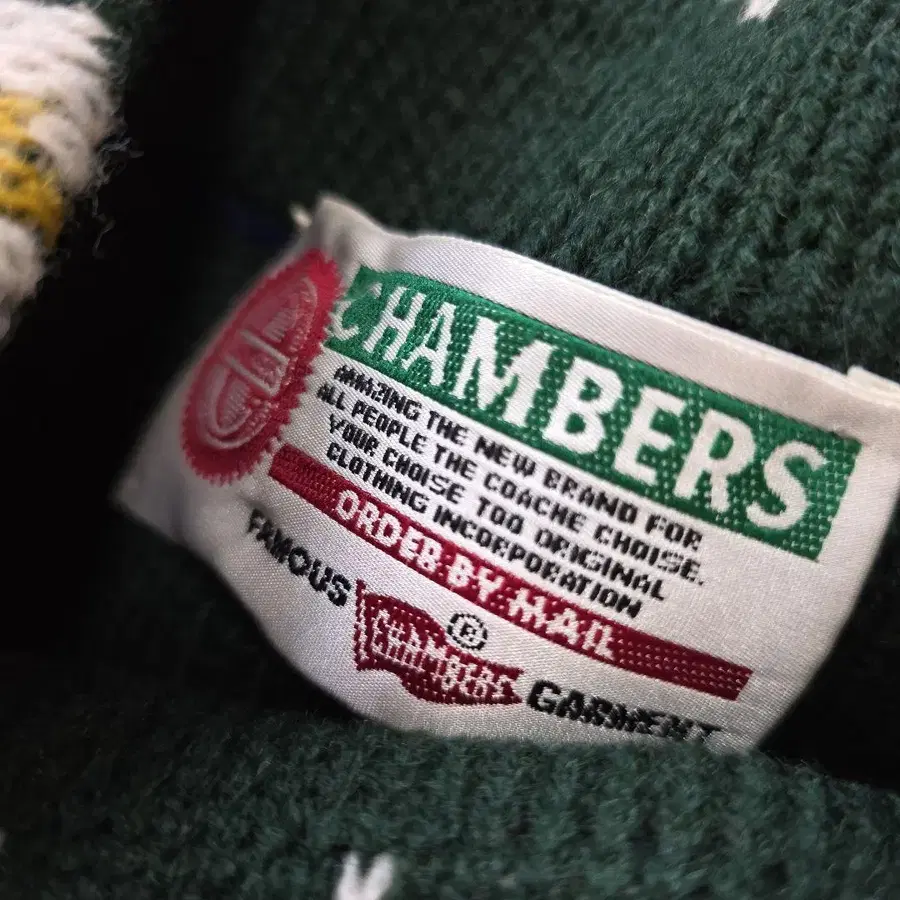 CHAMBERS
AMAZING THE NEW BRAND FOR
ALL PEOPLE THE COACHE CHOISE.
YOUR CHOISE TOO ORIGINAL
CLOTHING INCORPORATION
ORDER BY MAIL
FAMOUS CHAMBERS ® GARMENT